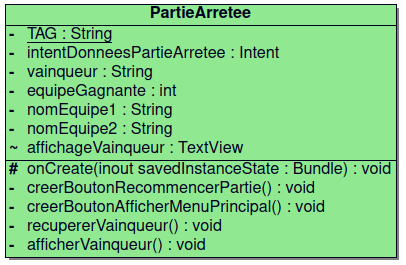 PartieArretee
- TAG : String
- intentDonneesPartieArretee : Intent
- vainqueur : String
- equipeGagnante : int
- nomEquipe1 : String
- nomEquipe2 : String
~ affichageVainqueur : TextView
# onCreate(inout savedInstanceState : Bundle) : void
- creerBoutonRecommencerPartie() : void
- creerBoutonAfficherMenuPrincipal() : void
- recupererVainqueur() : void
- afficherVainqueur() : void